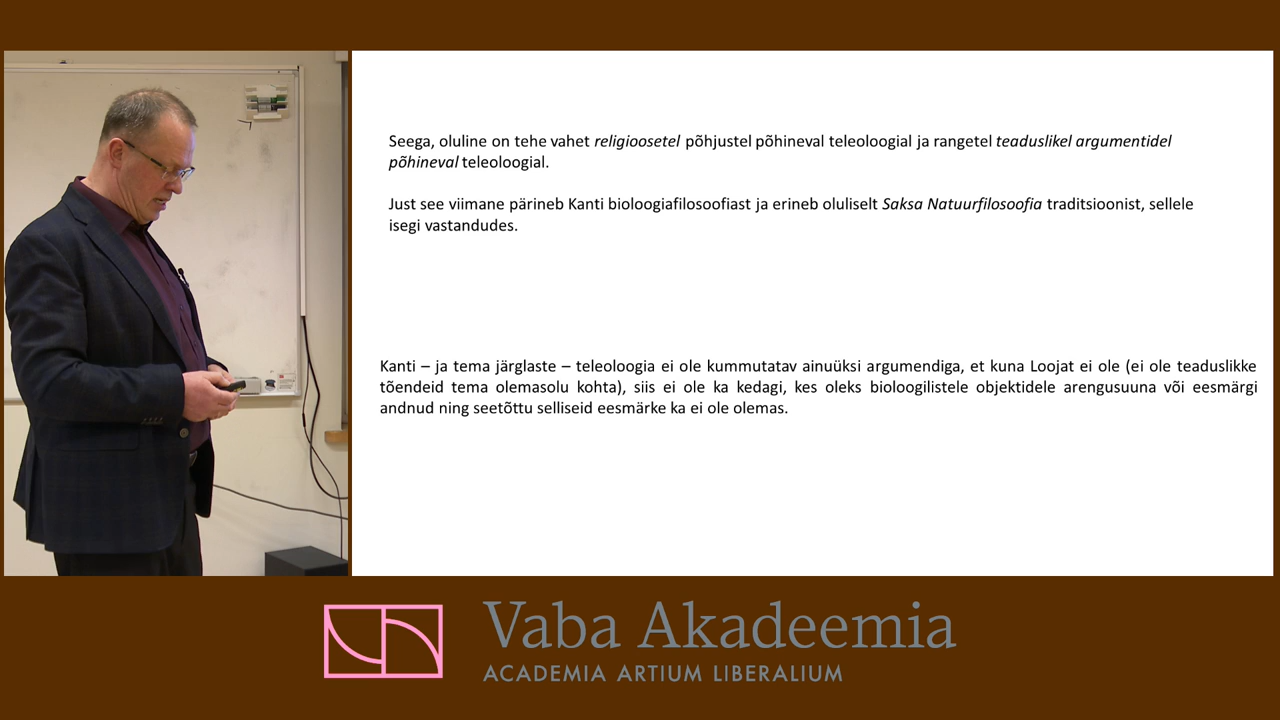 Seega, oluline on tehe vahet religioosetel põhjustel põhineval teleoloogial ja rangetel teaduslikel argumentidel
põhineval teleoloogial.
Just see viimane pärineb Kanti bioloogiafilosoofiast ja erineb oluliselt Saksa Natuurfilosoofia traditsioonist, sellele
isegi vastandudes.
Kanti – ja tema järglaste – teleoloogia ei ole kummutatav ainuüksi argumendiga, et kuna Loojat ei ole (ei ole teaduslikke
tõendeid tema olemasolu kohta), siis ei ole ka kedagi, kes oleks bioloogilistele objektidele arengusuuna või eesmärgi
andnud ning seetõttu selliseid eesmärke ka ei ole olemas.
Vaba Akadeemia
ACADEMIA ARTIUM LIBERALIUM